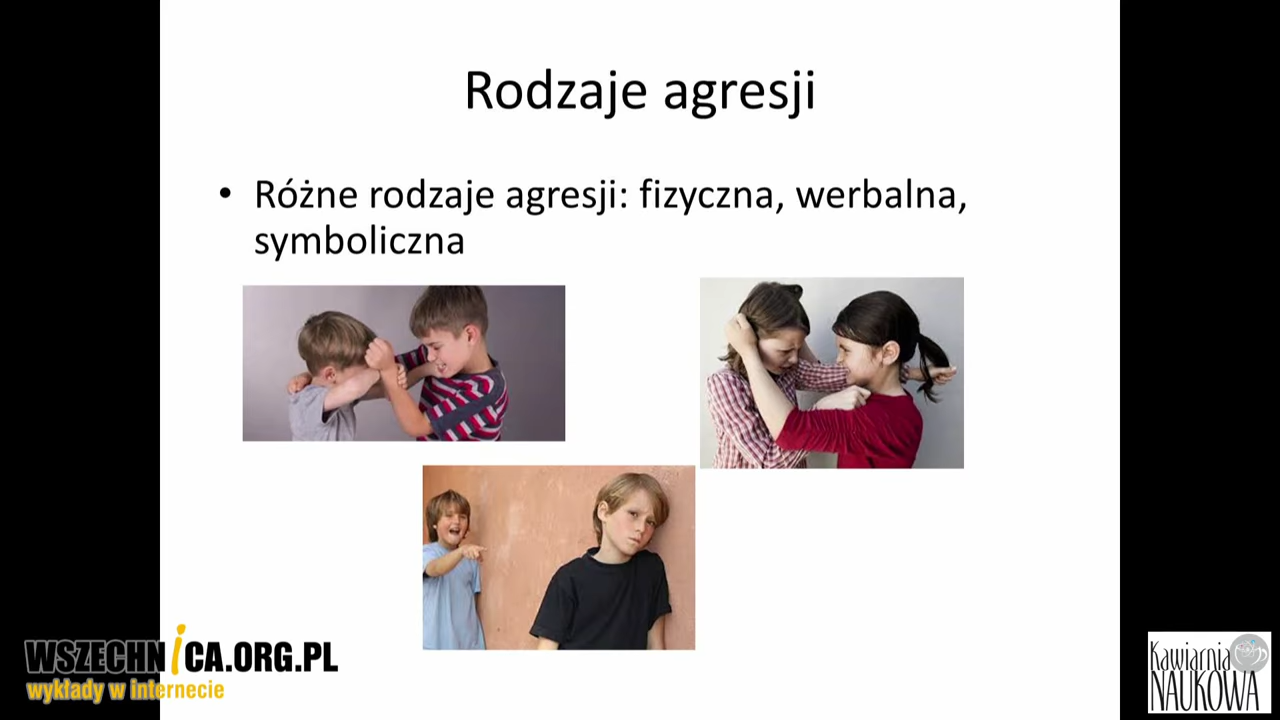 Rodzaje agresji
• Różne rodzaje agresji: fizyczna, werbalna,
symboliczna
WSZECHNiCA.ORG.PL
wykłady w internecie
Kawiarnia
NAUKOWA